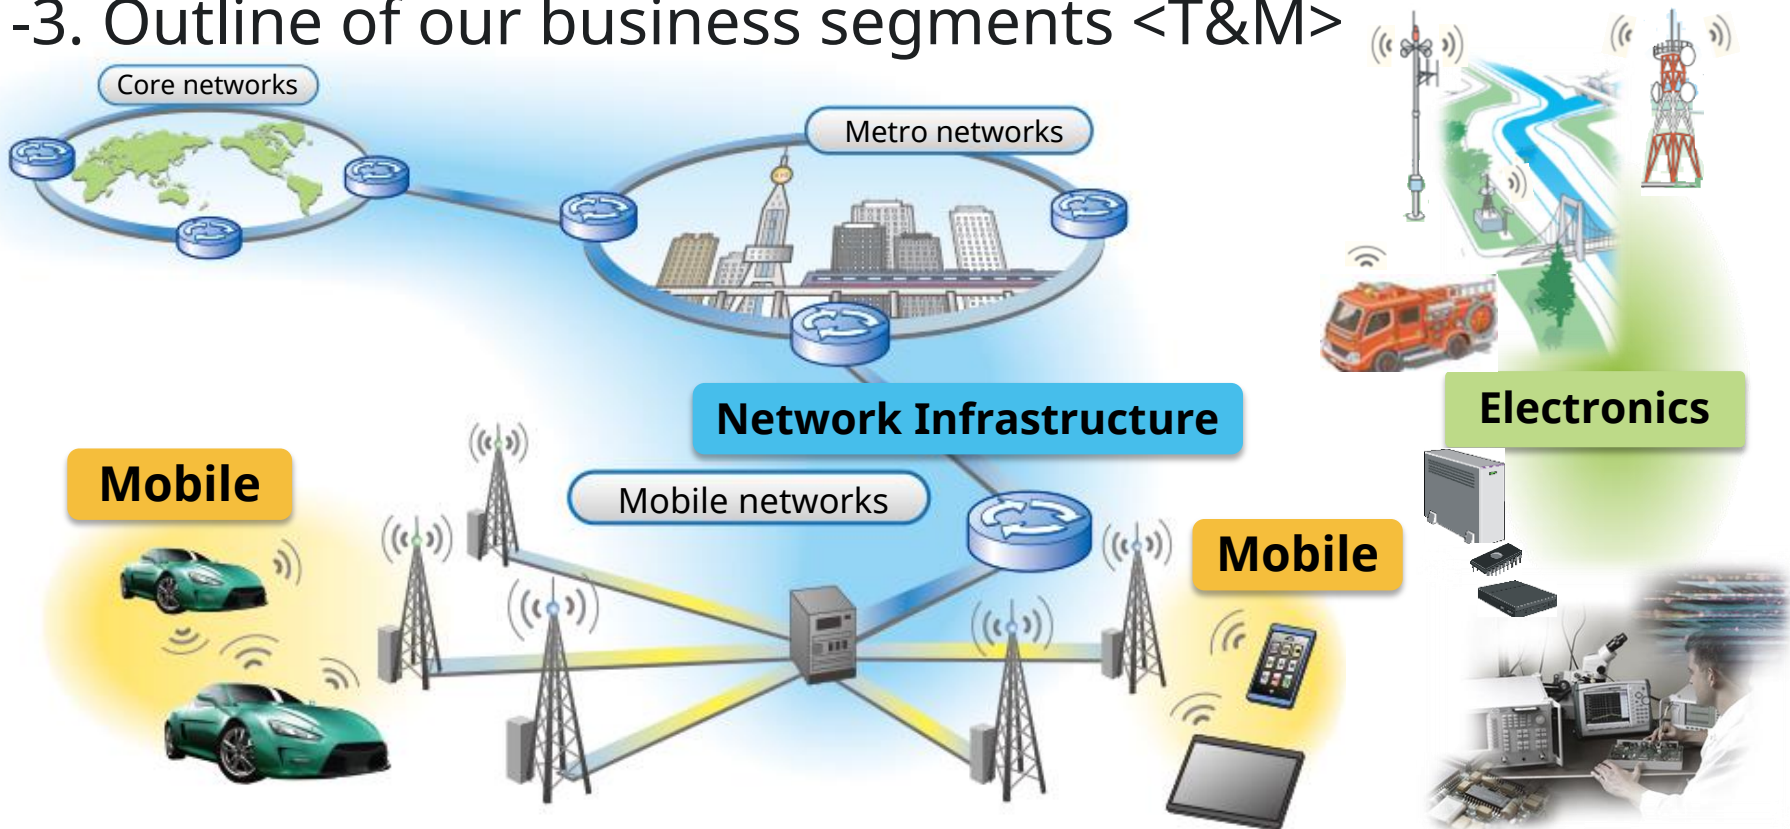 -3. Outline of our business segments <T&M>
Core networks
Metro networks
Network Infrastructure
Electronics
Mobile
Mobile networks
Mobile